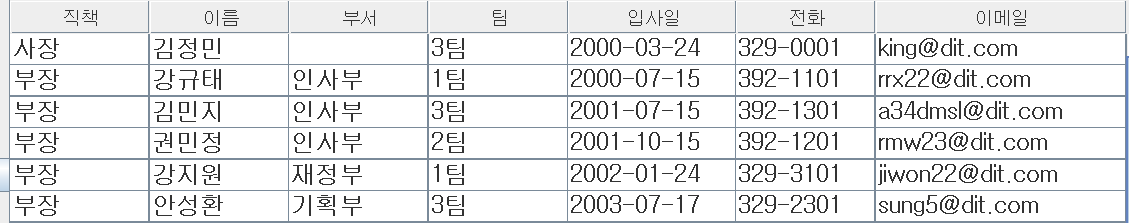 직책 이름 부서 팀 입사일 전화 이메일
사장 김정민 3팀 2000-03-24 329-0001 king@dit.com
부장 강규태 인사부 1팀 2000-07-15 392-1101 rrx22@dit.com
부장 김민지 인사부 3팀 2001-07-15 392-1301 a34dmsl@dit.com
부장 권민정 인사부 2팀 2001-10-15 392-1201 rmw23@dit.com
부장 강지원 재정부 1팀 2002-01-24 329-3101 jiwon22@dit.com
부장 안성환 기획부 3팀 2003-07-17 329-2301 sung5@dit.com